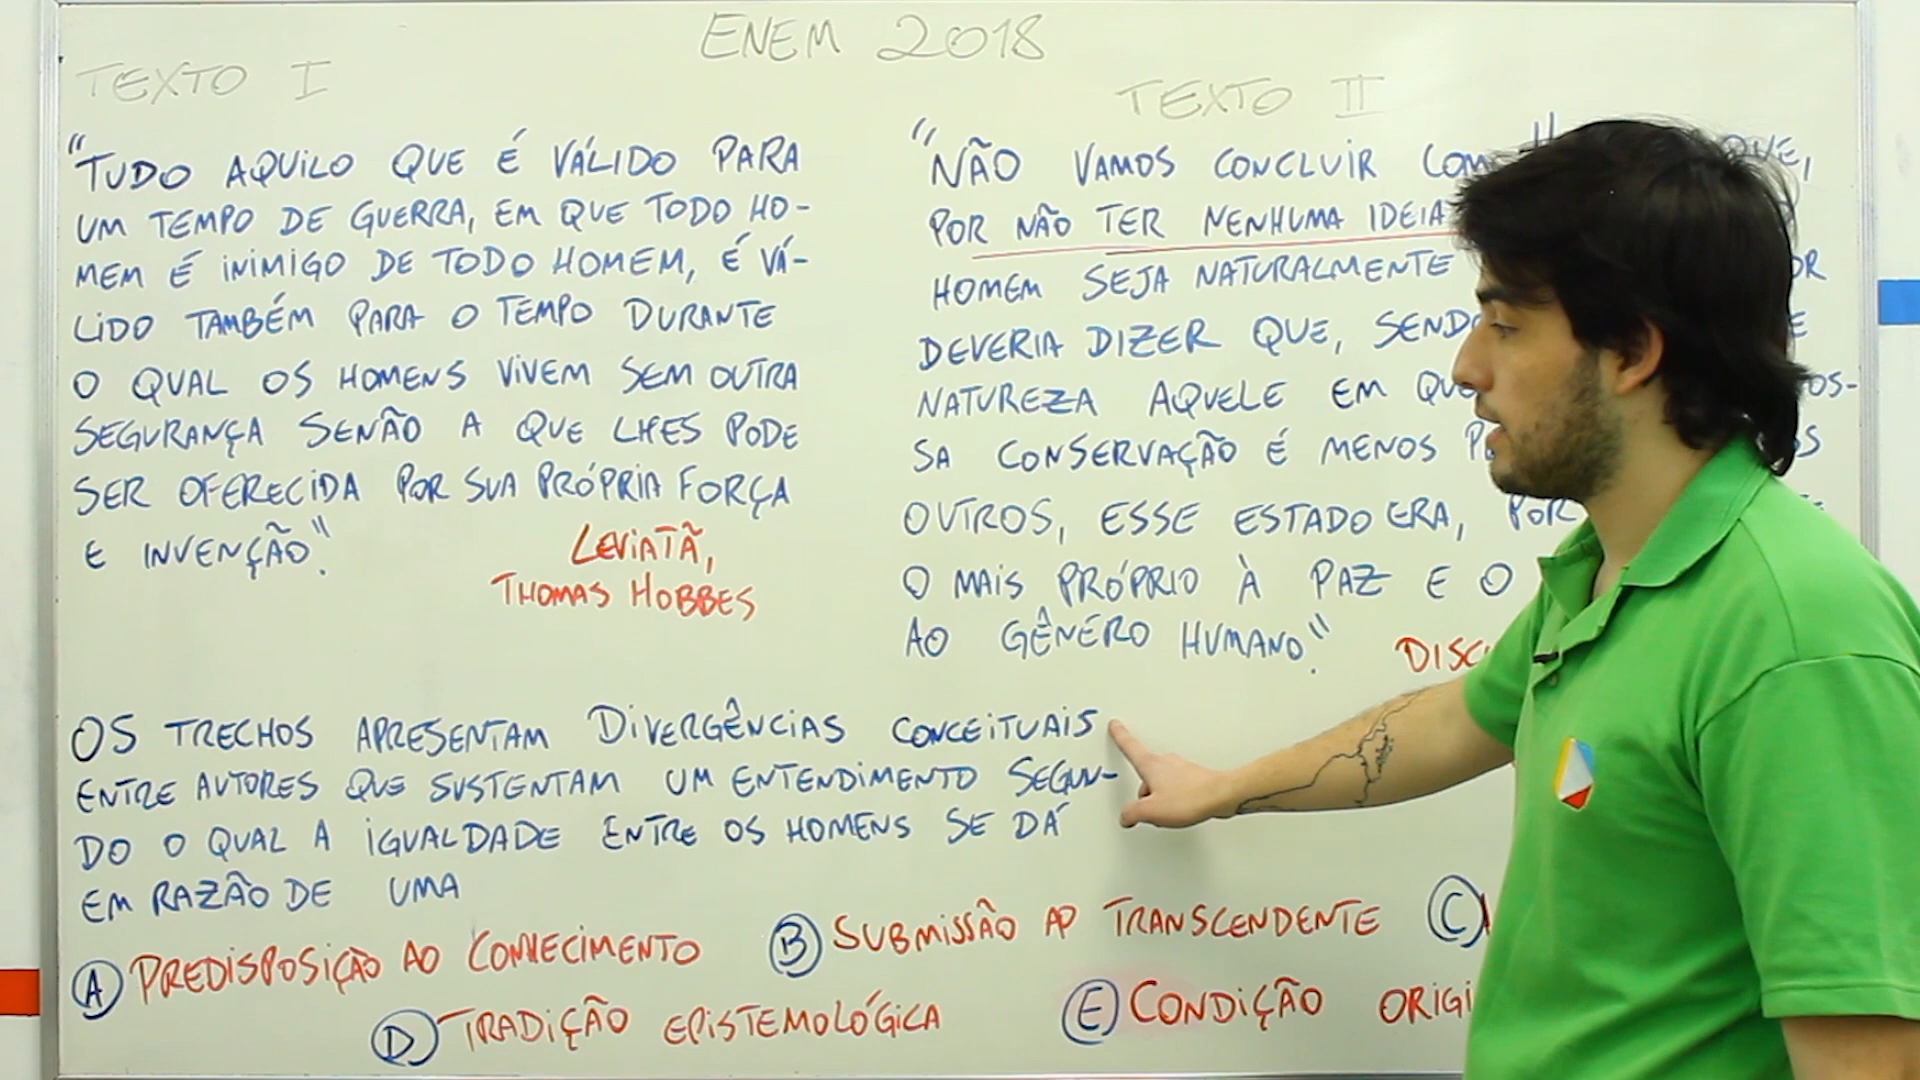 ENEM 2018
TEXTO I
"TUDO AQUILO QUE É VÁLIDO PARA
UM TEMPO DE GUERRA, EM QUE TODO HO-
MEM É INIMIGO DE TODO HOMEM, É VÁ-
LIDO TAMBÉM PARA O TEMPO DURANTE
O QUAL OS HOMENS VIVEM SEM OUTRA
SEGURANÇA SENÃO A QUE LHES PODE
SER OFERECIDA POR SUA PRÓPRIA FORÇA
E INVENÇÃO".
LEVIATÃ,
THOMAS HOBBES
TEXTO II
"NÃO VAMOS CONCLUIR COM QUE,
POR NÃO TER NENHUMA IDEIA
HOMEM SEJA NATURALMENTE
DEVERIA DIZER QUE,
NATUREZA AQUELE EM
SA CONSERVAÇÃO É MENOS
OUTROS, ESSE ESTADO ERA, POR
O MAIS PRÓPRIO À PAZ E O
AO GÊNERO HUMANO".
OS TRECHOS APRESENTAM DIVERGÊNCIAS CONCEITUAIS
ENTRE AUTORES QUE SUSTENTAM UM ENTENDIMENTO SEGUN-
DO O QUAL A IGUALDADE ENTRE OS HOMENS SE DÁ
EM RAZÃO DE UMA
A PREDISPOSIÇÃO AO CONHECIMENTO
B SUBMISSÃO AO TRANSCENDENTE
C
D TRADIÇÃO EPISTEMOLÓGICA
E CONDIÇÃO